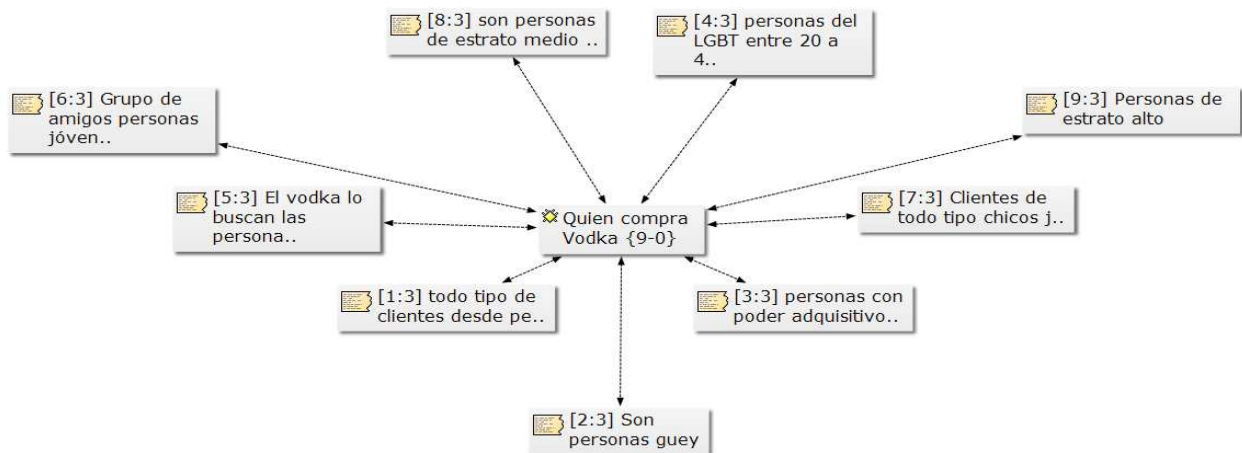 [8:3] son personas
de estrato medio ..
[4:3] personas del
LGBT entre 20 a
4..
[6:3] Grupo de
amigos personas
jóven..
[9:3] Personas de
estrato alto
[5:3] El vodka lo
buscan las
persona..
Quien compra
Vodka {9-0}
[7:3] Clientes de
todo tipo chicos j..
[1:3] todo tipo de
clientes desde pe..
[3:3] personas con
poder adquisitivo..
[2:3] Son
personas guey